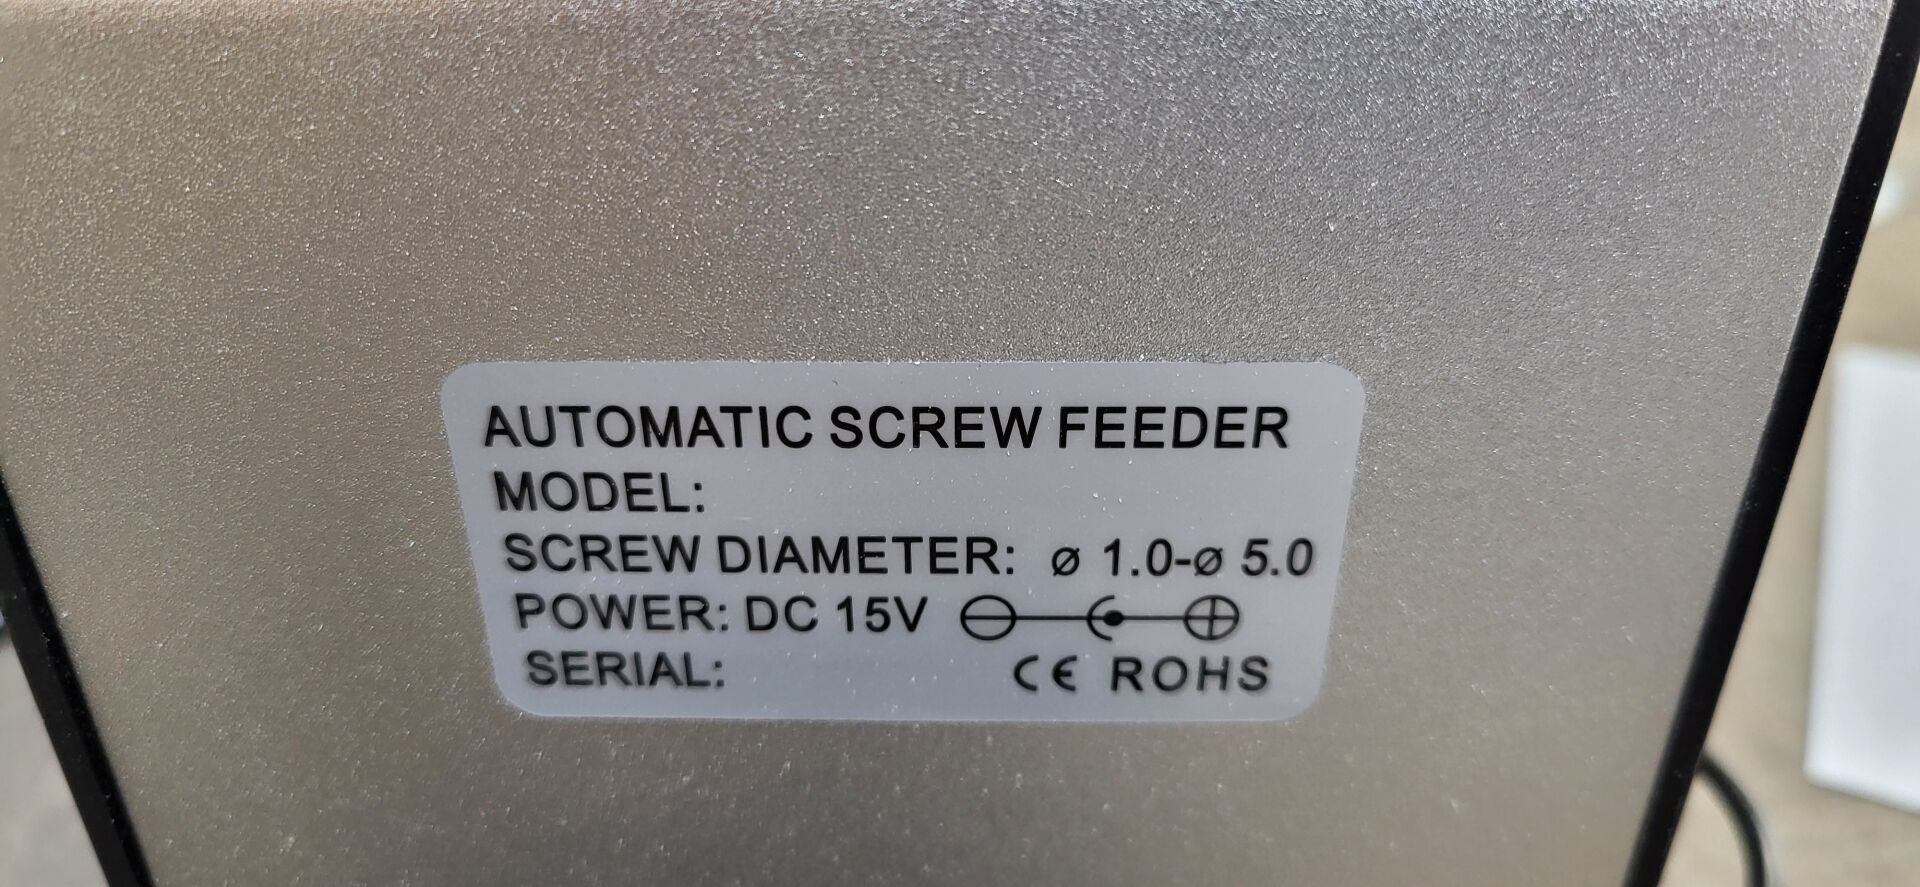 AUTOMATIC SCREW FEEDER
MODEL:
SCREW DIAMETER: ø 1.0-ø 5.0
POWER: DC 15V
SERIAL: CE ROHS